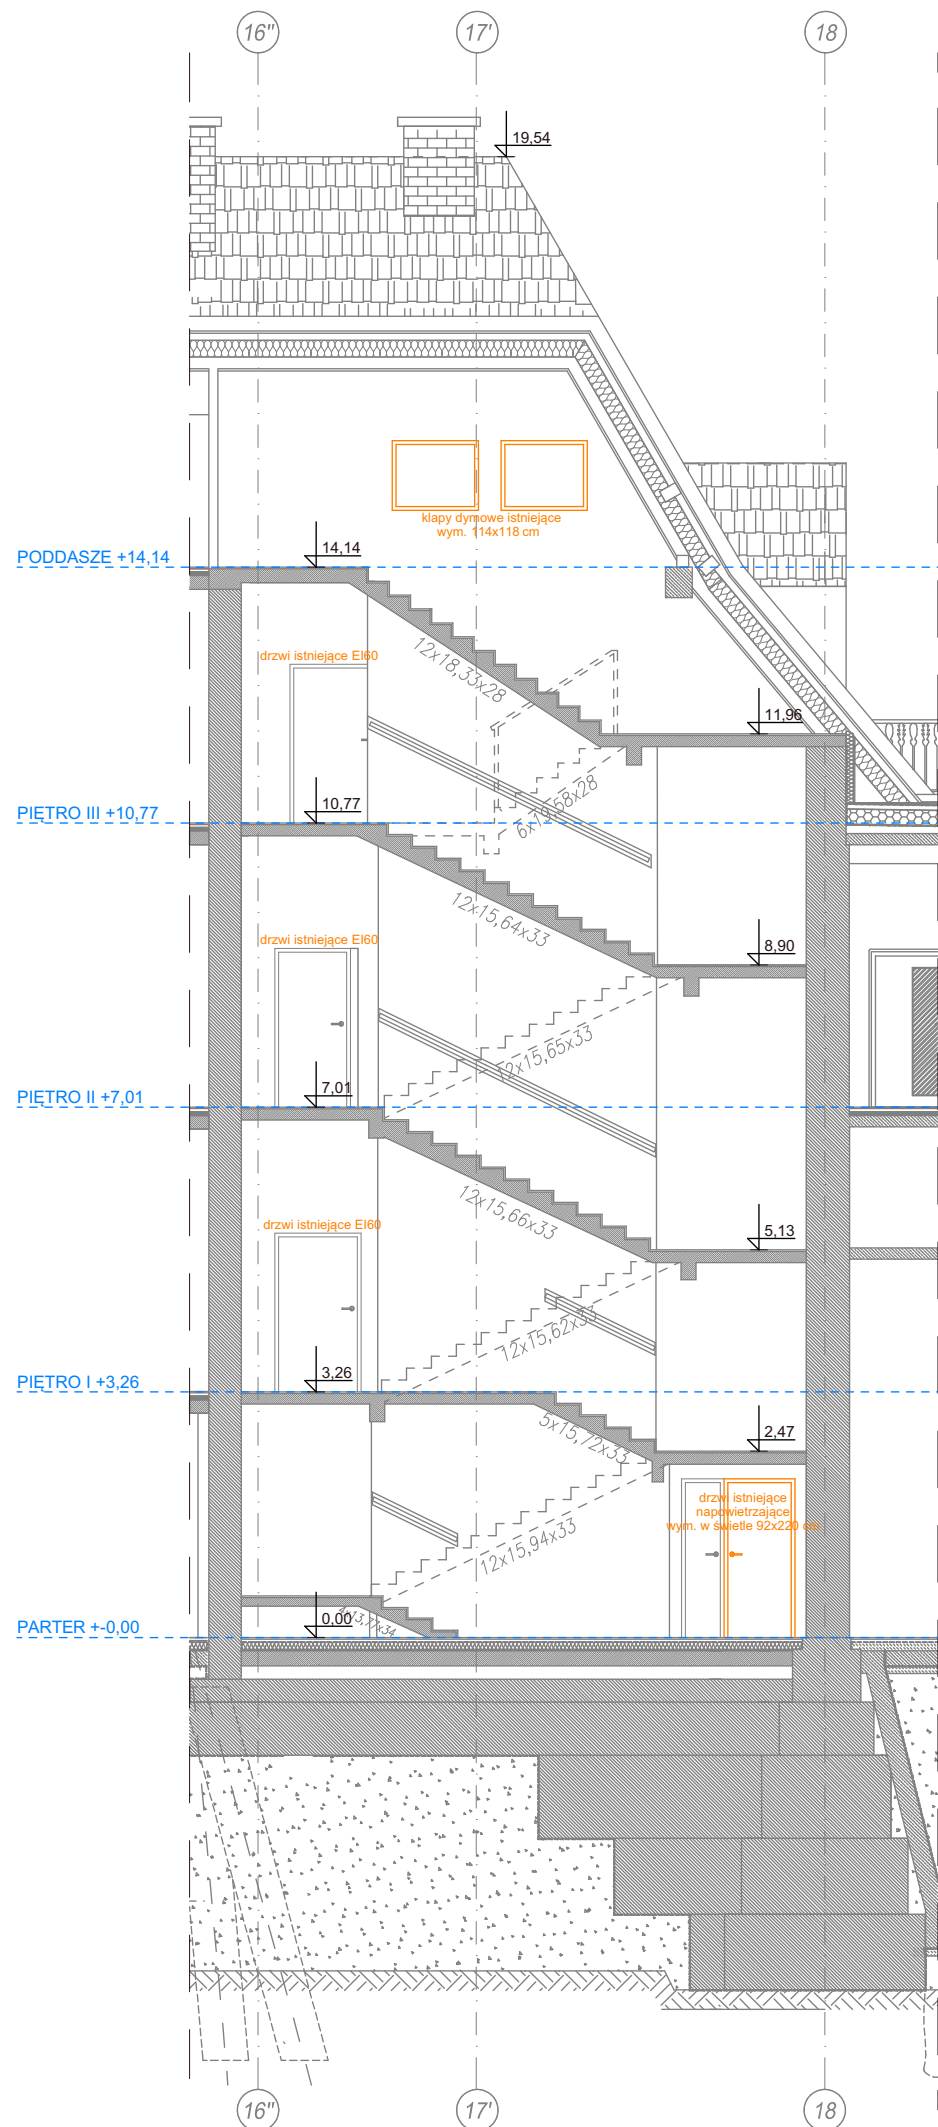 16" 17' 18
19,54
klapy dymowe istniejące
wym. 114x118 cm
14,14
PODDASZE +14,14
12x18,33x28
drzwi istniejące EI60
11,96
6x19,58x28
10,77
PIĘTRO III +10,77
12x15,64x33
drzwi istniejące EI60
8,90
12x15,65x33
7,01
PIĘTRO II +7,01
12x15,66x33
drzwi istniejące EI60
5,13
12x15,62x33
3,26
PIĘTRO I +3,26
5x15,72x33
2,47
drzwi istniejące
napowietrzające
wym. w świetle 92x220 cm
12x15,94x33
0,00
4x13,77x34
PARTER +-0,00
16" 17' 18